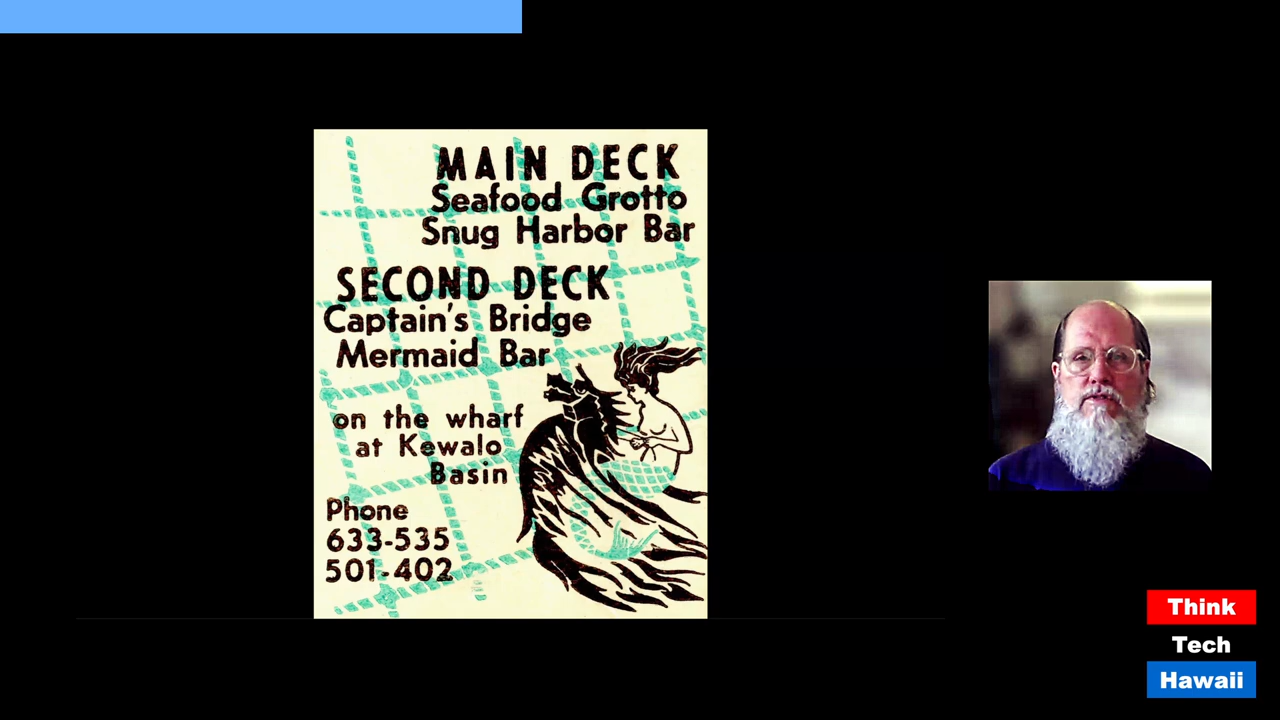 MAIN DECK
Seafood Grotto
Snug Harbor Bar
SECOND DECK
Captain's Bridge
Mermaid Bar
on the wharf
at Kewalo
Basin
Phone
633-535
501-402
Think
Tech
Hawaii